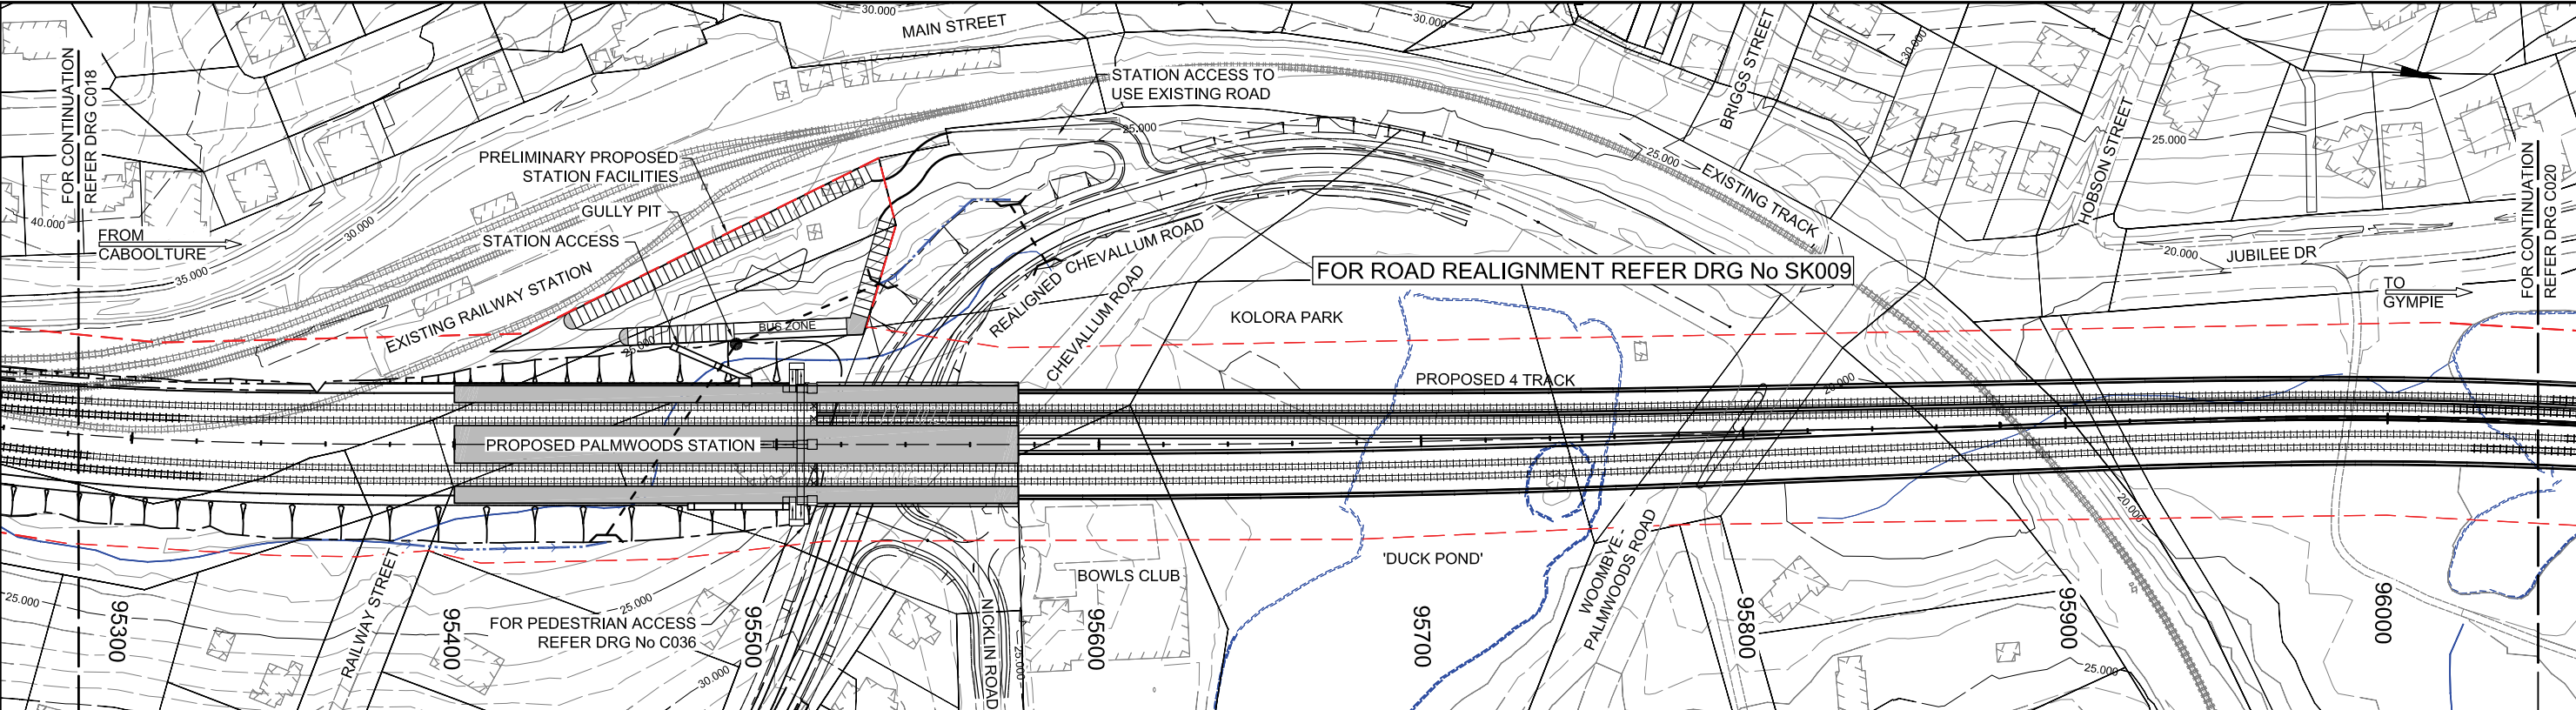 30.000
MAIN STREET
30.000
BRIGGS STREET
30.000
FOR CONTINUATION
REFER DRG C018
STATION ACCESS TO
USE EXISTING ROAD
25.000
HOBSON STREET
25.000
FOR CONTINUATION
REFER DRG C020
PRELIMINARY PROPOSED
STATION FACILITIES
25.000
EXISTING TRACK
GULLY PIT
STATION ACCESS
40.000
FROM
CABOOLTURE
30.000
35.000
EXISTING RAILWAY STATION
25.000
BUS ZONE
REALIGNED CHEVALLUM ROAD
CHEVALLUM ROAD
FOR ROAD REALIGNMENT REFER DRG No SK009
KOLORA PARK
20.000
JUBILEE DR
TO
GYMPIE
PROPOSED 4 TRACK
20.000
PROPOSED PALMWOODS STATION
20.000
'DUCK POND'
WOOMBYE -
PALMWOODS ROAD
BOWLS CLUB
25.000
RAILWAY STREET
25.000
FOR PEDESTRIAN ACCESS
REFER DRG No C036
30.000
NICKLIN ROAD
25.000
25.000
95300
95400
95500
95600
95700
95800
95900
96000